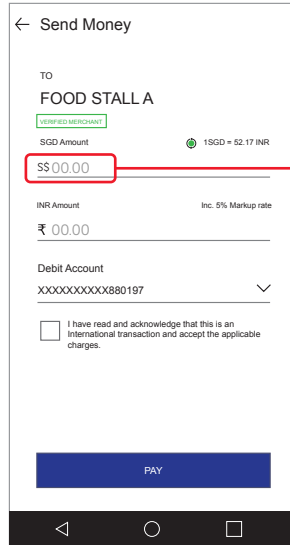 ← Send Money
TO
FOOD STALL A
VERIFIED MERCHANT
SGD Amount 1SGD = 52.17 INR
S$ 00.00
INR Amount Inc. 5% Markup rate
₹ 00.00
Debit Account
XXXXXXXXXX880197
I have read and acknowledge that this is an
International transaction and accept the applicable
charges.
PAY